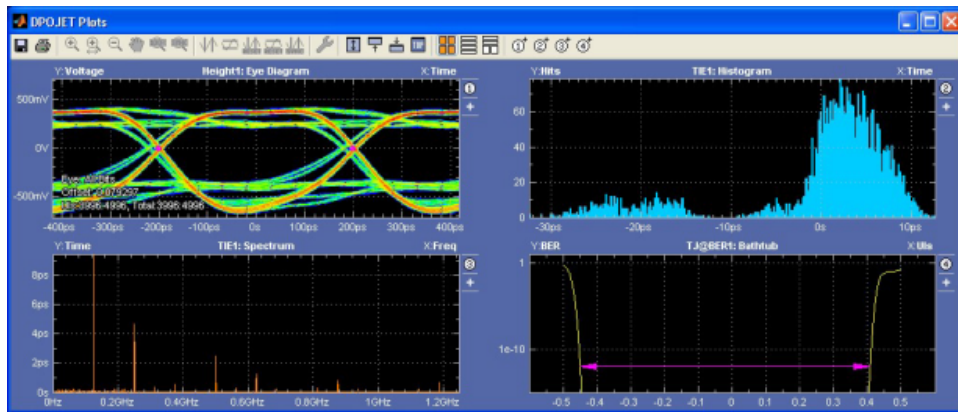 DPOJET Plots
Y:Voltage Height1: Eye Diagram X:Time
500mV
0V
-500mV
Eye: All Bits
-400ps -300ps -200ps -100ps 0s 100ps 200ps 300ps 400ps
Y:Hits TIE1: Histogram X:Time
60
40
20
0
-30ps -20ps -10ps 0s 10ps
Y:Time TIE1: Spectrum X:Freq
8ps
6ps
4ps
2ps
0s
0Hz 0.2GHz 0.4GHz 0.6GHz 0.8GHz 1GHz 1.2GHz
Y:BER TJ@BER1: Bathtub X:UIs
1
1e-10
-0.5 -0.4 -0.3 -0.2 -0.1 0 0.1 0.2 0.3 0.4 0.5